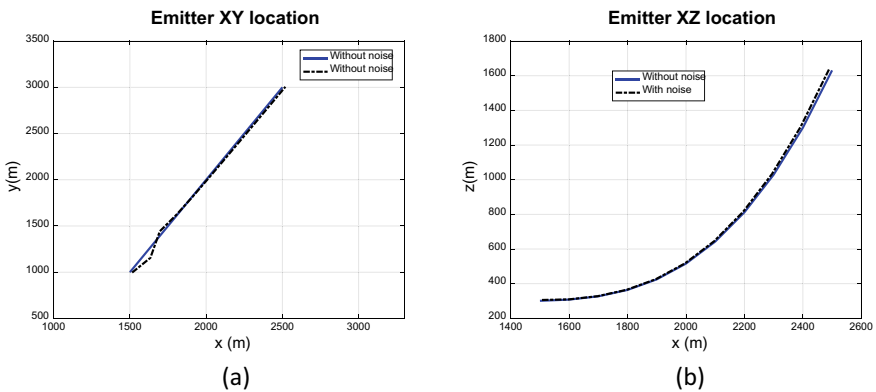 Emitter XY location
3500
3000
2500
2000
1500
1000
500
y(m)
Without noise
Without noise
1000 1500 2000 2500 3000
x (m)
(a)
Emitter XZ location
1800
1600
1400
1200
1000
800
600
400
200
z(m)
Without noise
With noise
1400 1600 1800 2000 2200 2400 2600
x (m)
(b)